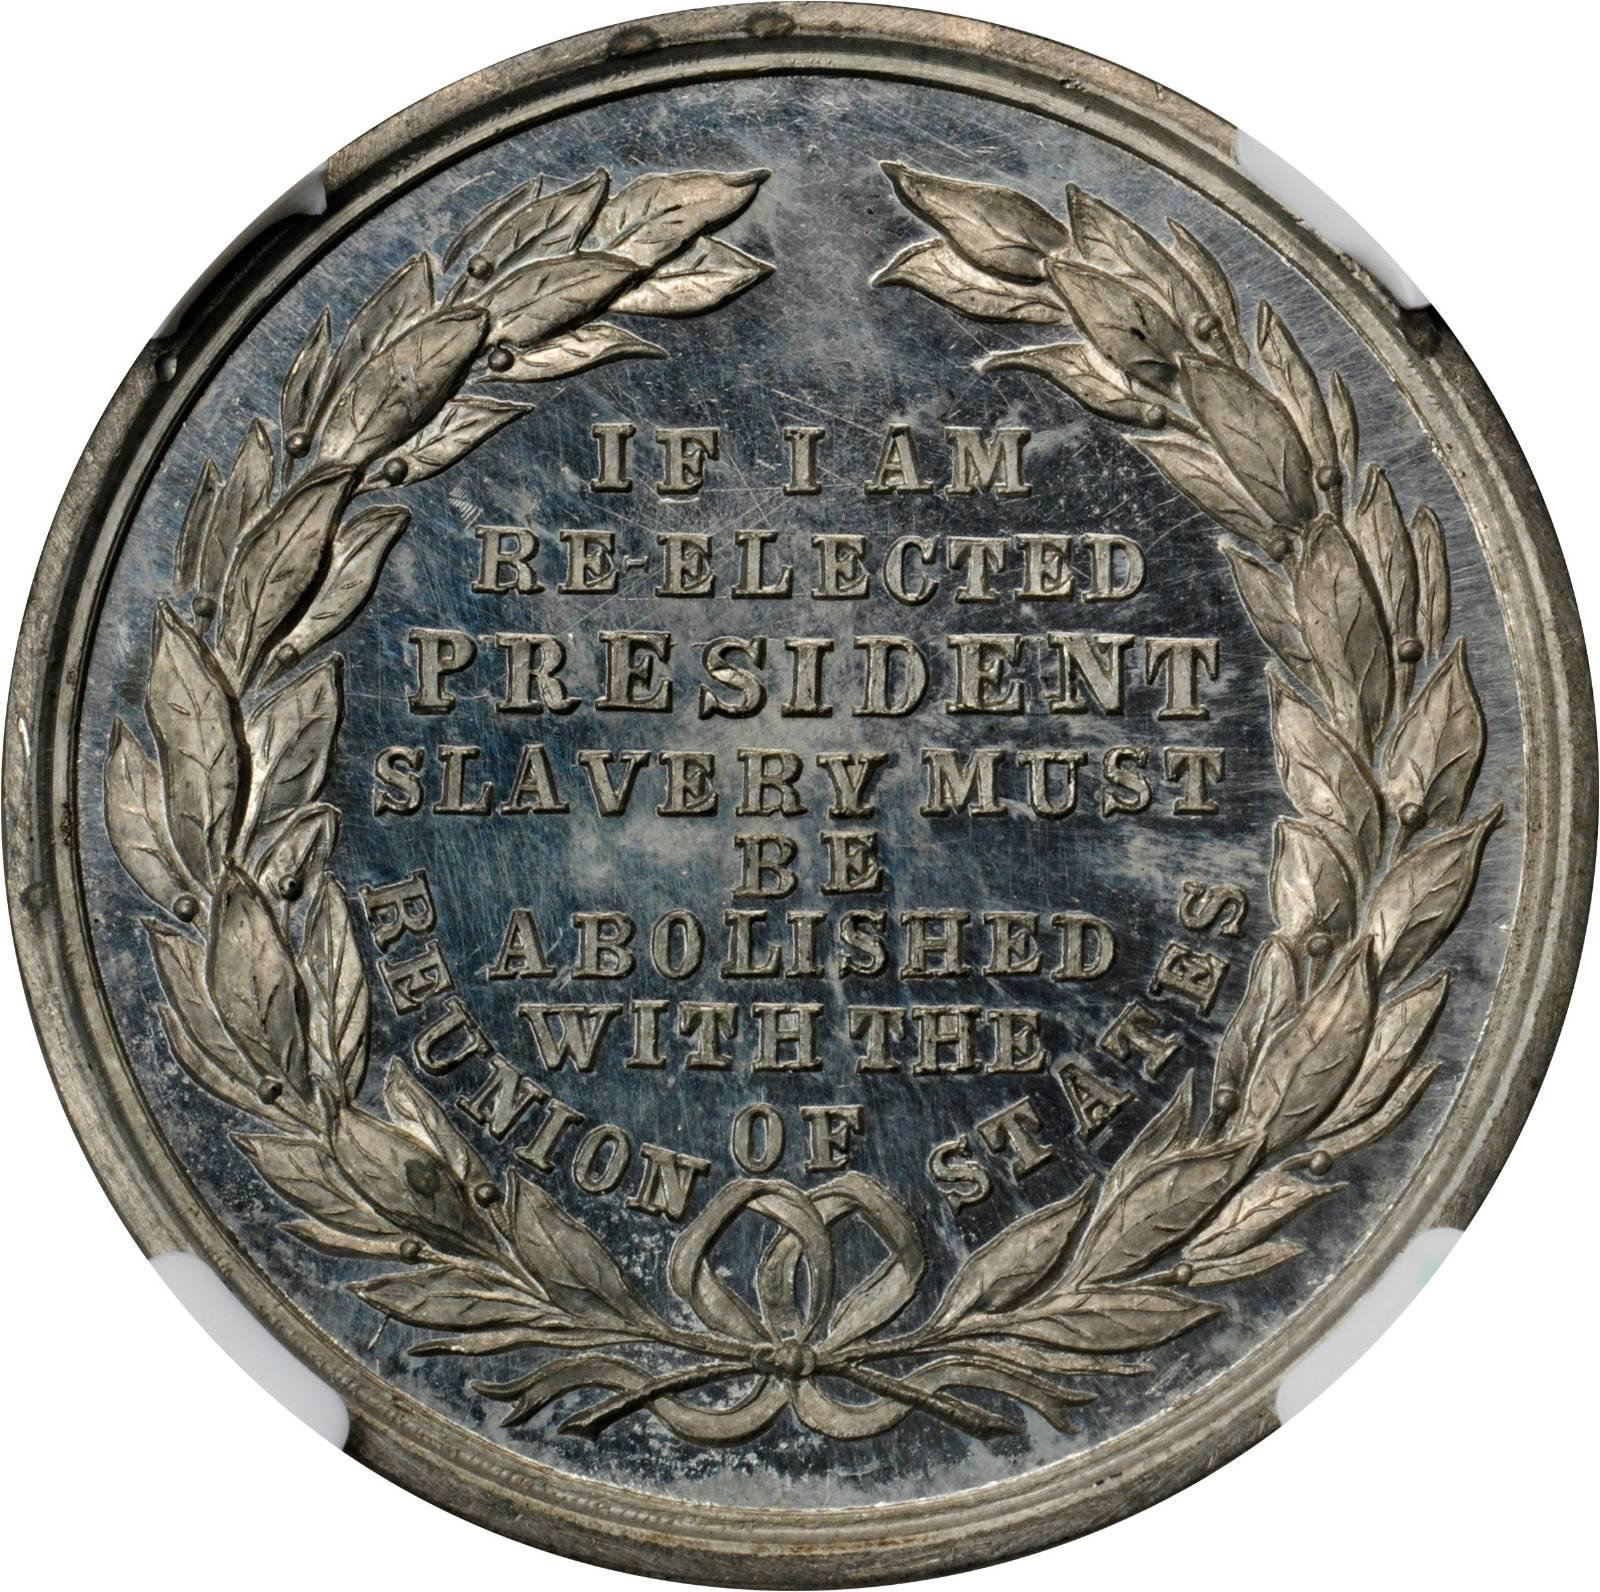 IF I AM
RE-ELECTED
PRESIDENT
SLAVERY MUST
BE
ABOLISHED
WITH THE
REUNION OF STATES